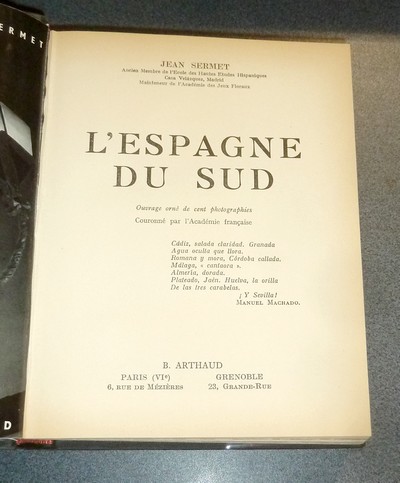 ERMET
D
JEAN SERMET
Ancien Membre de l'École des Hautes Études Hispaniques
Casa Velazquez, Madrid
Mainteneur de l'Académie des Jeux Floraux
L'ESPAGNE
DU SUD
Ouvrage orné de cent photographies
Couronné par l'Académie française
Cádiz, salada claridad. Granada
Agua oculta que llora.
Romana y mora, Córdoba callada.
Málaga, « cantaora ».
Almería, dorada.
Plateado, Jaén. Huelva, la orilla
De las tres carabelas.
¡Y Sevilla!
MANUEL MACHADO.
B. ARTHAUD
PARIS (VIe) GRENOBLE
6, RUE DE MÉZIÈRES 23, GRANDE-RUE